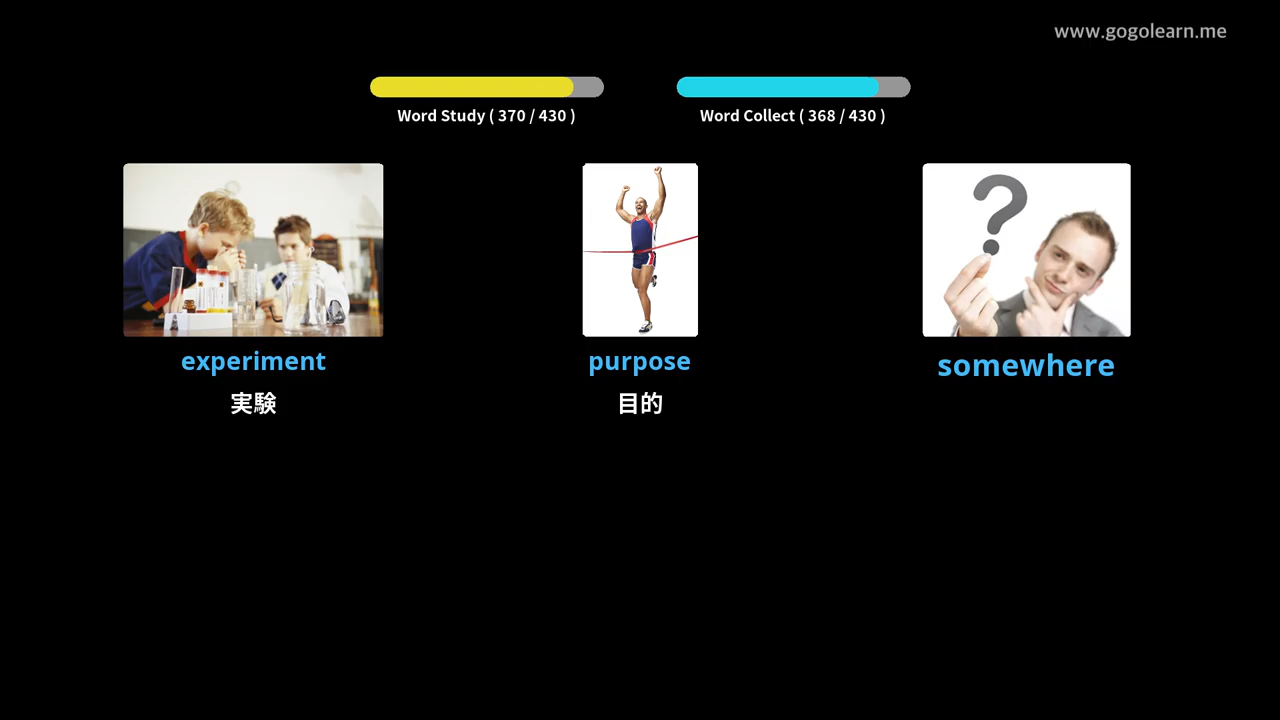 www.gogolearn.me
Word Study ( 370 / 430 )
Word Collect ( 368 / 430 )
experiment
実験
purpose
目的
somewhere